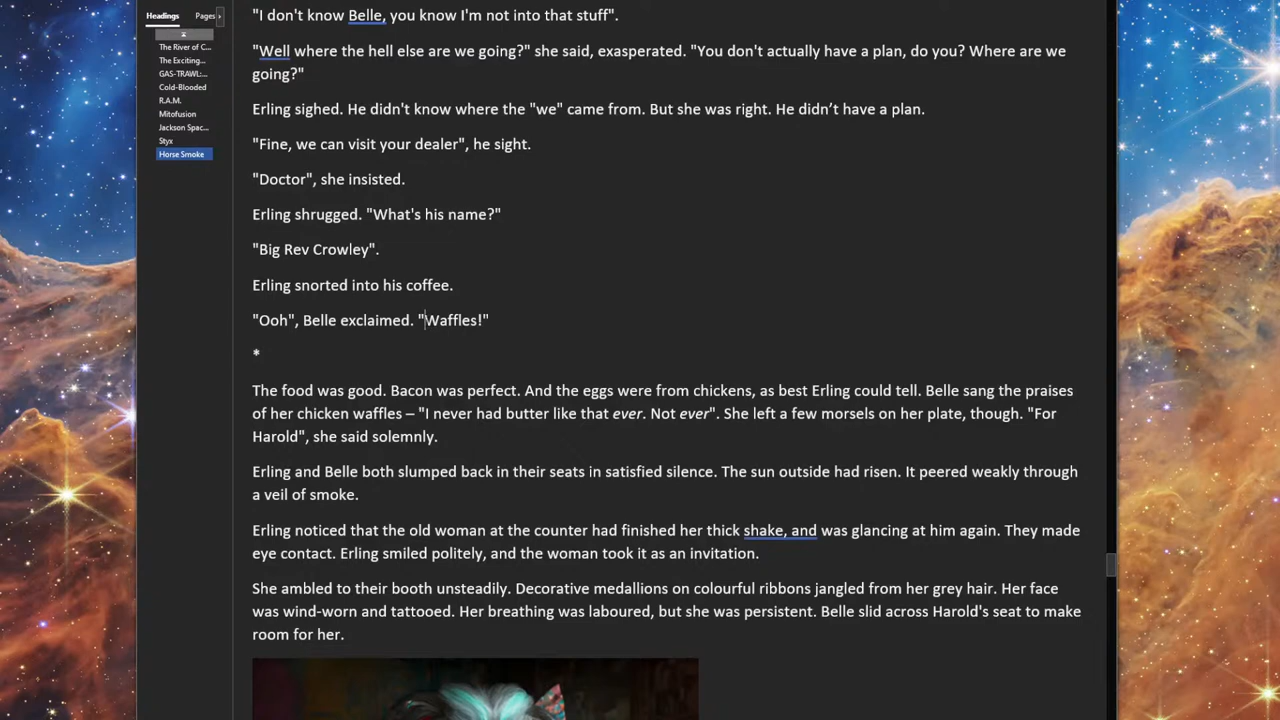 Headings
Pages
The River of C...
The Exciting...
GAS-TRAWL:...
Cold-Blooded
R.A.M.
Mitofusion
Jackson Spac...
Styx
Horse Smoke
"I don't know Belle, you know I'm not into that stuff".
"Well where the hell else are we going?" she said, exasperated. "You don't actually have a plan, do you? Where are we
going?"
Erling sighed. He didn't know where the "we" came from. But she was right. He didn’t have a plan.
"Fine, we can visit your dealer", he sight.
"Doctor", she insisted.
Erling shrugged. "What's his name?"
"Big Rev Crowley".
Erling snorted into his coffee.
"Ooh", Belle exclaimed. "Waffles!"
*
The food was good. Bacon was perfect. And the eggs were from chickens, as best Erling could tell. Belle sang the praises
of her chicken waffles – "I never had butter like that ever. Not ever". She left a few morsels on her plate, though. "For
Harold", she said solemnly.
Erling and Belle both slumped back in their seats in satisfied silence. The sun outside had risen. It peered weakly through
a veil of smoke.
Erling noticed that the old woman at the counter had finished her thick shake, and was glancing at him again. They made
eye contact. Erling smiled politely, and the woman took it as an invitation.
She ambled to their booth unsteadily. Decorative medallions on colourful ribbons jangled from her grey hair. Her face
was wind-worn and tattooed. Her breathing was laboured, but she was persistent. Belle slid across Harold's seat to make
room for her.